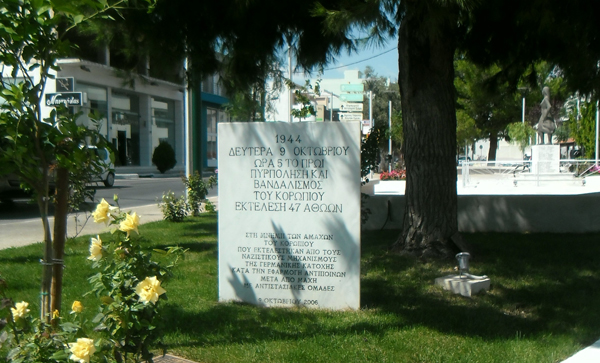 1944
ΔΕΥΤΕΡΑ 9 ΟΚΤΩΒΡΙΟΥ
ΩΡΑ 5 ΤΟ ΠΡΩΙ
ΠΥΡΠΟΛΗΣΗ ΚΑΙ
ΒΑΝΔΑΛΙΣΜΟΣ
ΤΟΥ ΚΟΡΩΠΙΟΥ
ΕΚΤΕΛΕΣΗ 47 ΑΘΩΩΝ
ΣΤΗ ΜΝΗΜΗ ΤΩΝ ΑΜΑΧΩΝ
ΤΟΥ ΚΟΡΩΠΙΟΥ
ΠΟΥ ΕΚΤΕΛΕΣΤΗΚΑΝ ΑΠΟ ΤΟΥΣ
ΝΑΖΙΣΤΙΚΟΥΣ ΜΗΧΑΝΙΣΜΟΥΣ
ΤΗΣ ΓΕΡΜΑΝΙΚΗΣ ΚΑΤΟΧΗΣ
ΚΑΤΑ ΤΗΝ ΕΦΑΡΜΟΓΗ ΑΝΤΙΠΟΙΝΩΝ
ΜΕΤΑ ΑΠΟ ΜΑΧΗ
ΜΕ ΑΝΤΙΣΤΑΣΙΑΚΕΣ ΟΜΑΔΕΣ
ΟΚΤΩΒΡΙΟΥ 2006